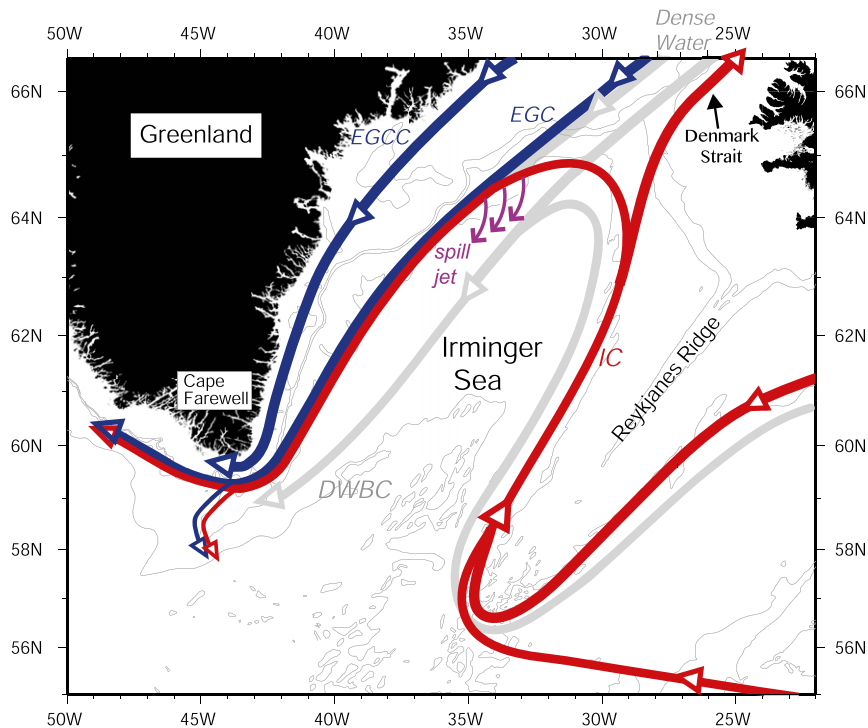 50W
45W
40W
35W
30W
25W
Dense
Water
66N
66N
Greenland
EGCC
EGC
Denmark
Strait
64N
64N
spill
jet
62N
62N
Irminger
Sea
IC
Reykjanes Ridge
Cape
Farewell
60N
60N
DWBC
58N
58N
56N
56N
50W
45W
40W
35W
30W
25W